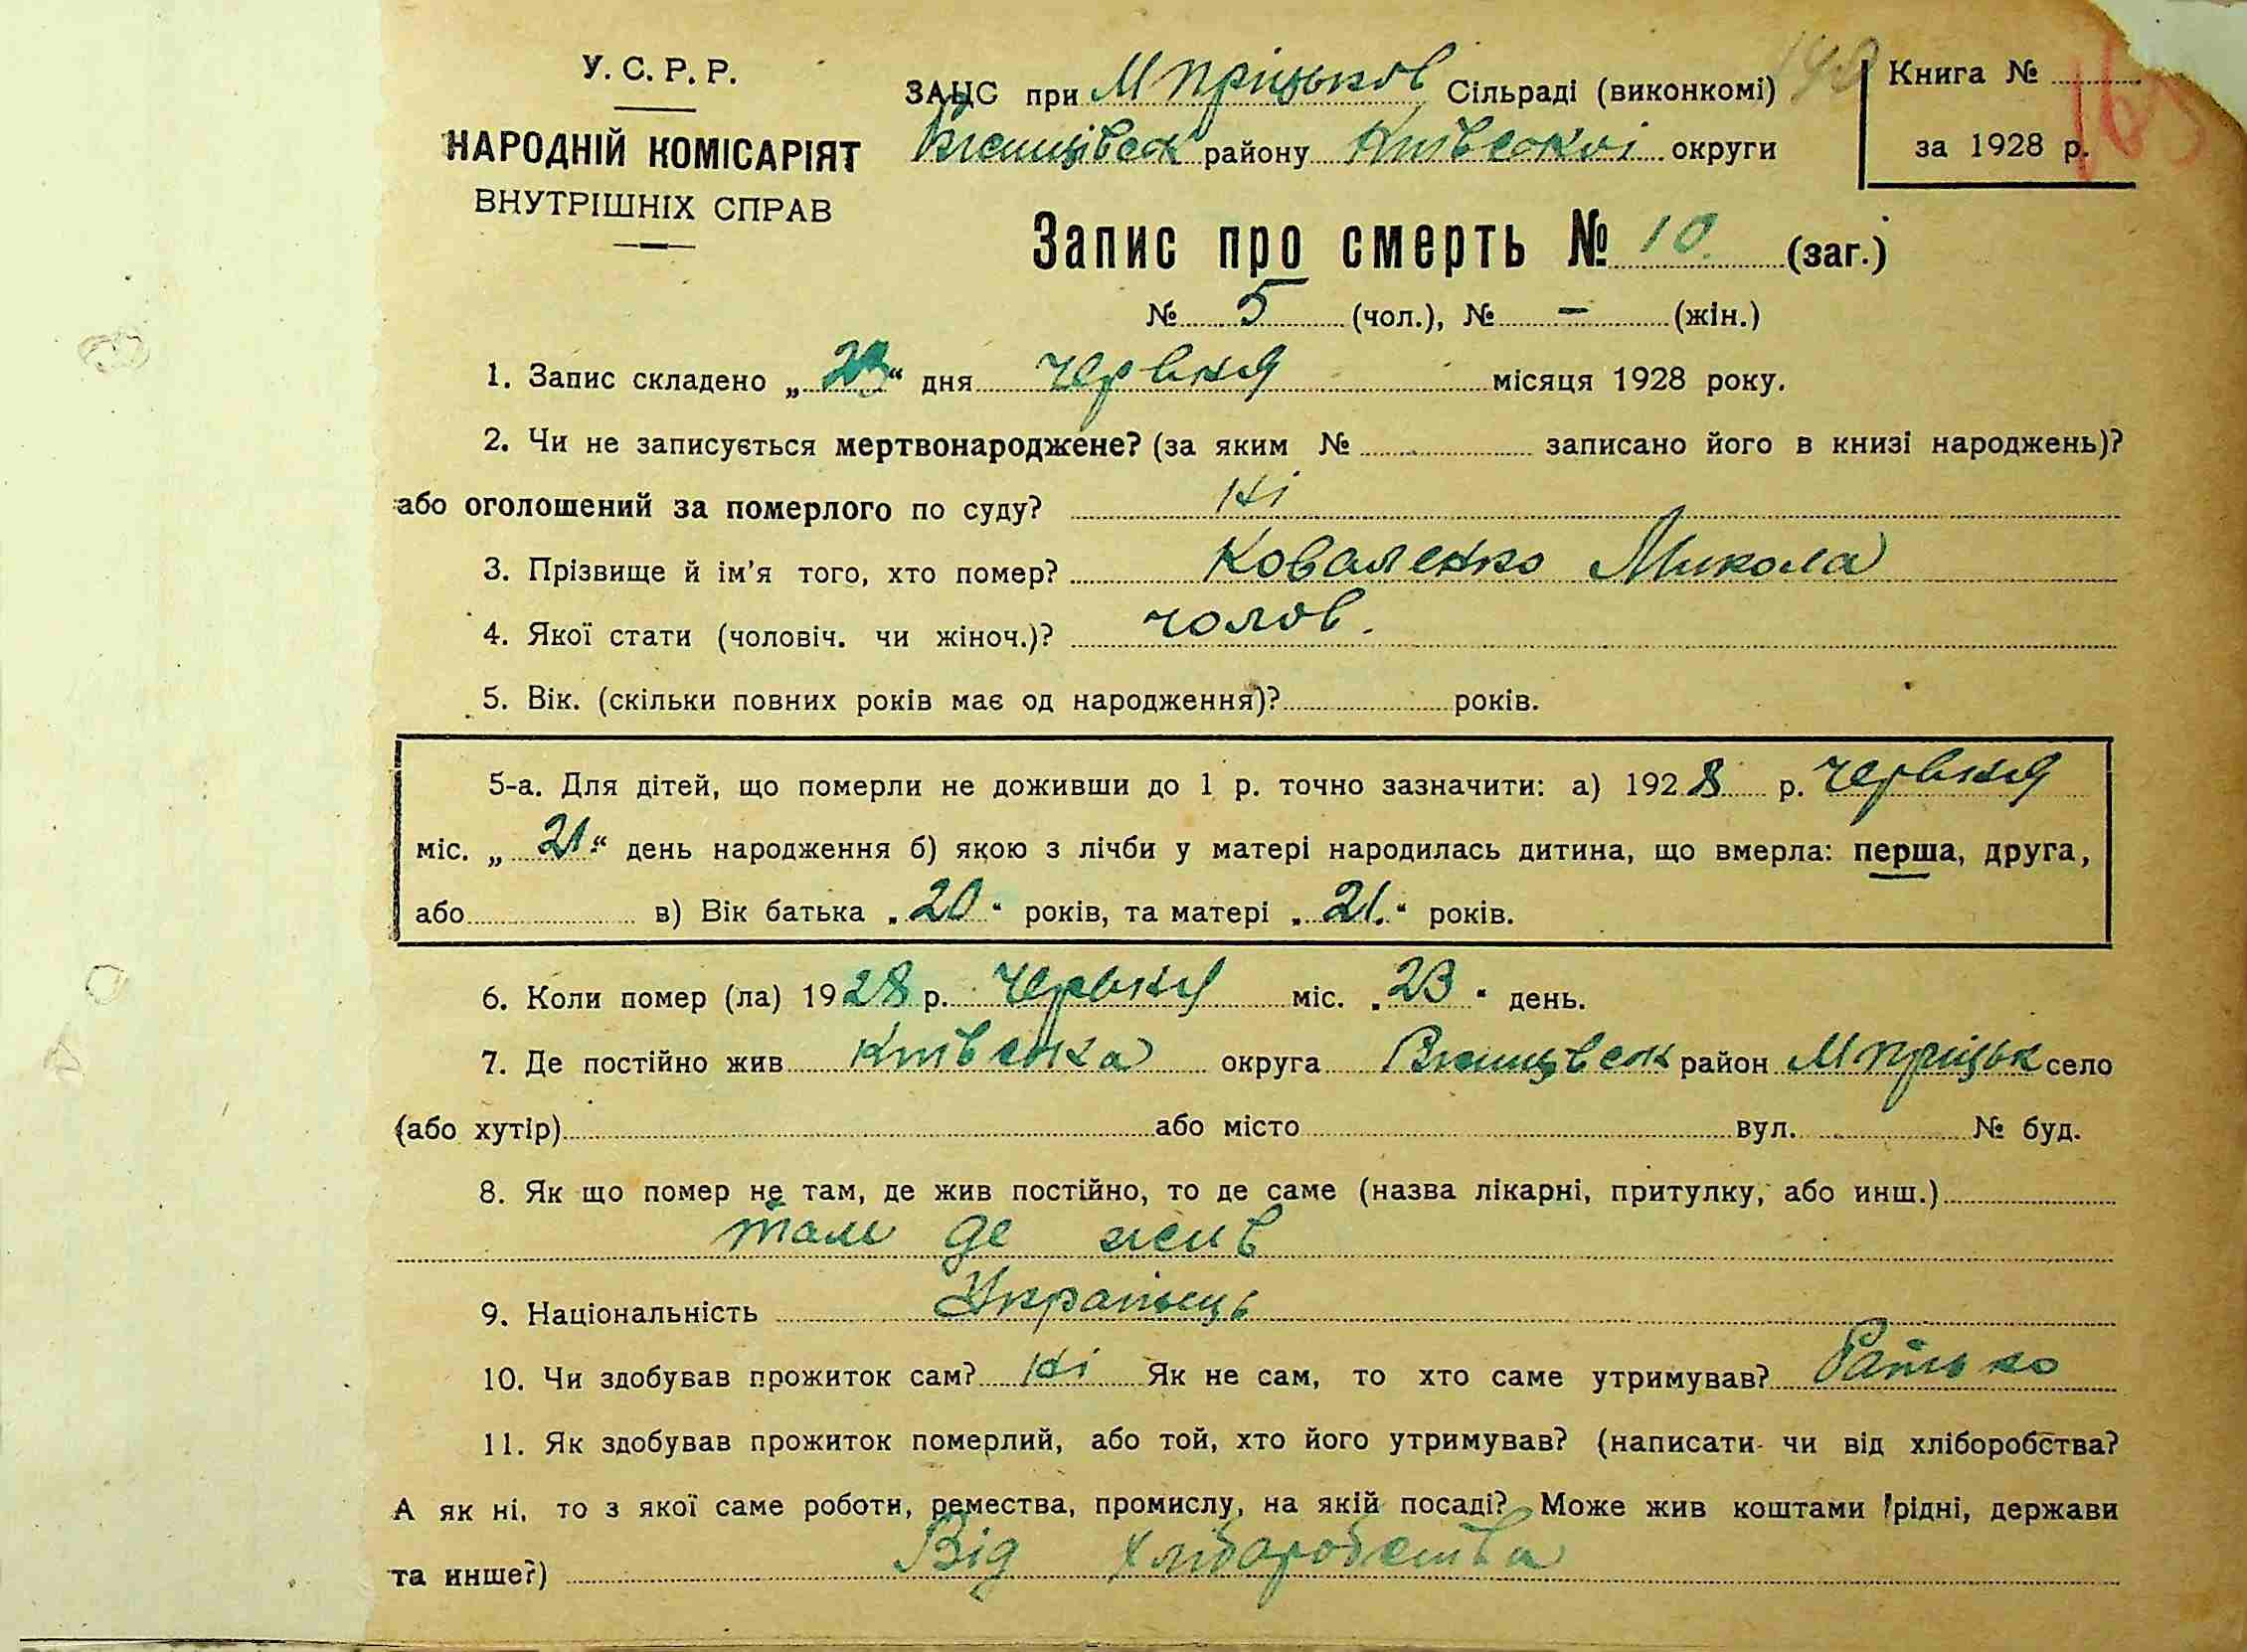 У. С. Р. Р.
НАРОДНІЙ КОМІСАРІЯТ
ВНУТРІШНІХ СПРАВ
ЗАЦС при М Пріцьков Сільраді (виконкомі)
району Київської округи
Книга №
за 1928 р.
Запис про смерть № 10. (заг.)
№ 5 (чол.), № — (жін.)
1. Запис складено „ “ дня червня місяця 1928 року.
2. Чи не записується мертвонароджене? (за яким № записано його в книзі народжень)?
або оголошений за померлого по суду? Ні
3. Прізвище й ім’я того, хто помер? Коваленко Микола
4. Якої стати (чоловіч. чи жіноч.)? чолов.
5. Вік. (скільки повних років має од народження)? років.
5-а. Для дітей, що померли не доживши до 1 р. точно зазначити: а) 1928 р. червня
міс. „21“ день народження б) якою з лічби у матері народилась дитина, що вмерла: перша, друга,
або в) Вік батька „20“ років, та матері „21.“ років.
6. Коли помер (ла) 1928 р. червня міс. „23“ день.
7. Де постійно жив Київська округа район М Пріцьк село
(або хутір) або місто вул. № буд.
8. Як що помер не там, де жив постійно, то де саме (назва лікарні, притулку, або инш.)
там де жив
9. Національність Українець
10. Чи здобував прожиток сам? Ні Як не сам, то хто саме утримував? Батько
11. Як здобував прожиток померлий, або той, хто його утримував? (написати чи від хліборобства?
А як ні, то з якої саме роботи, ремества, промислу, на якій посаді? Може жив коштами рідні, держави
та инше?) Від хліборобства